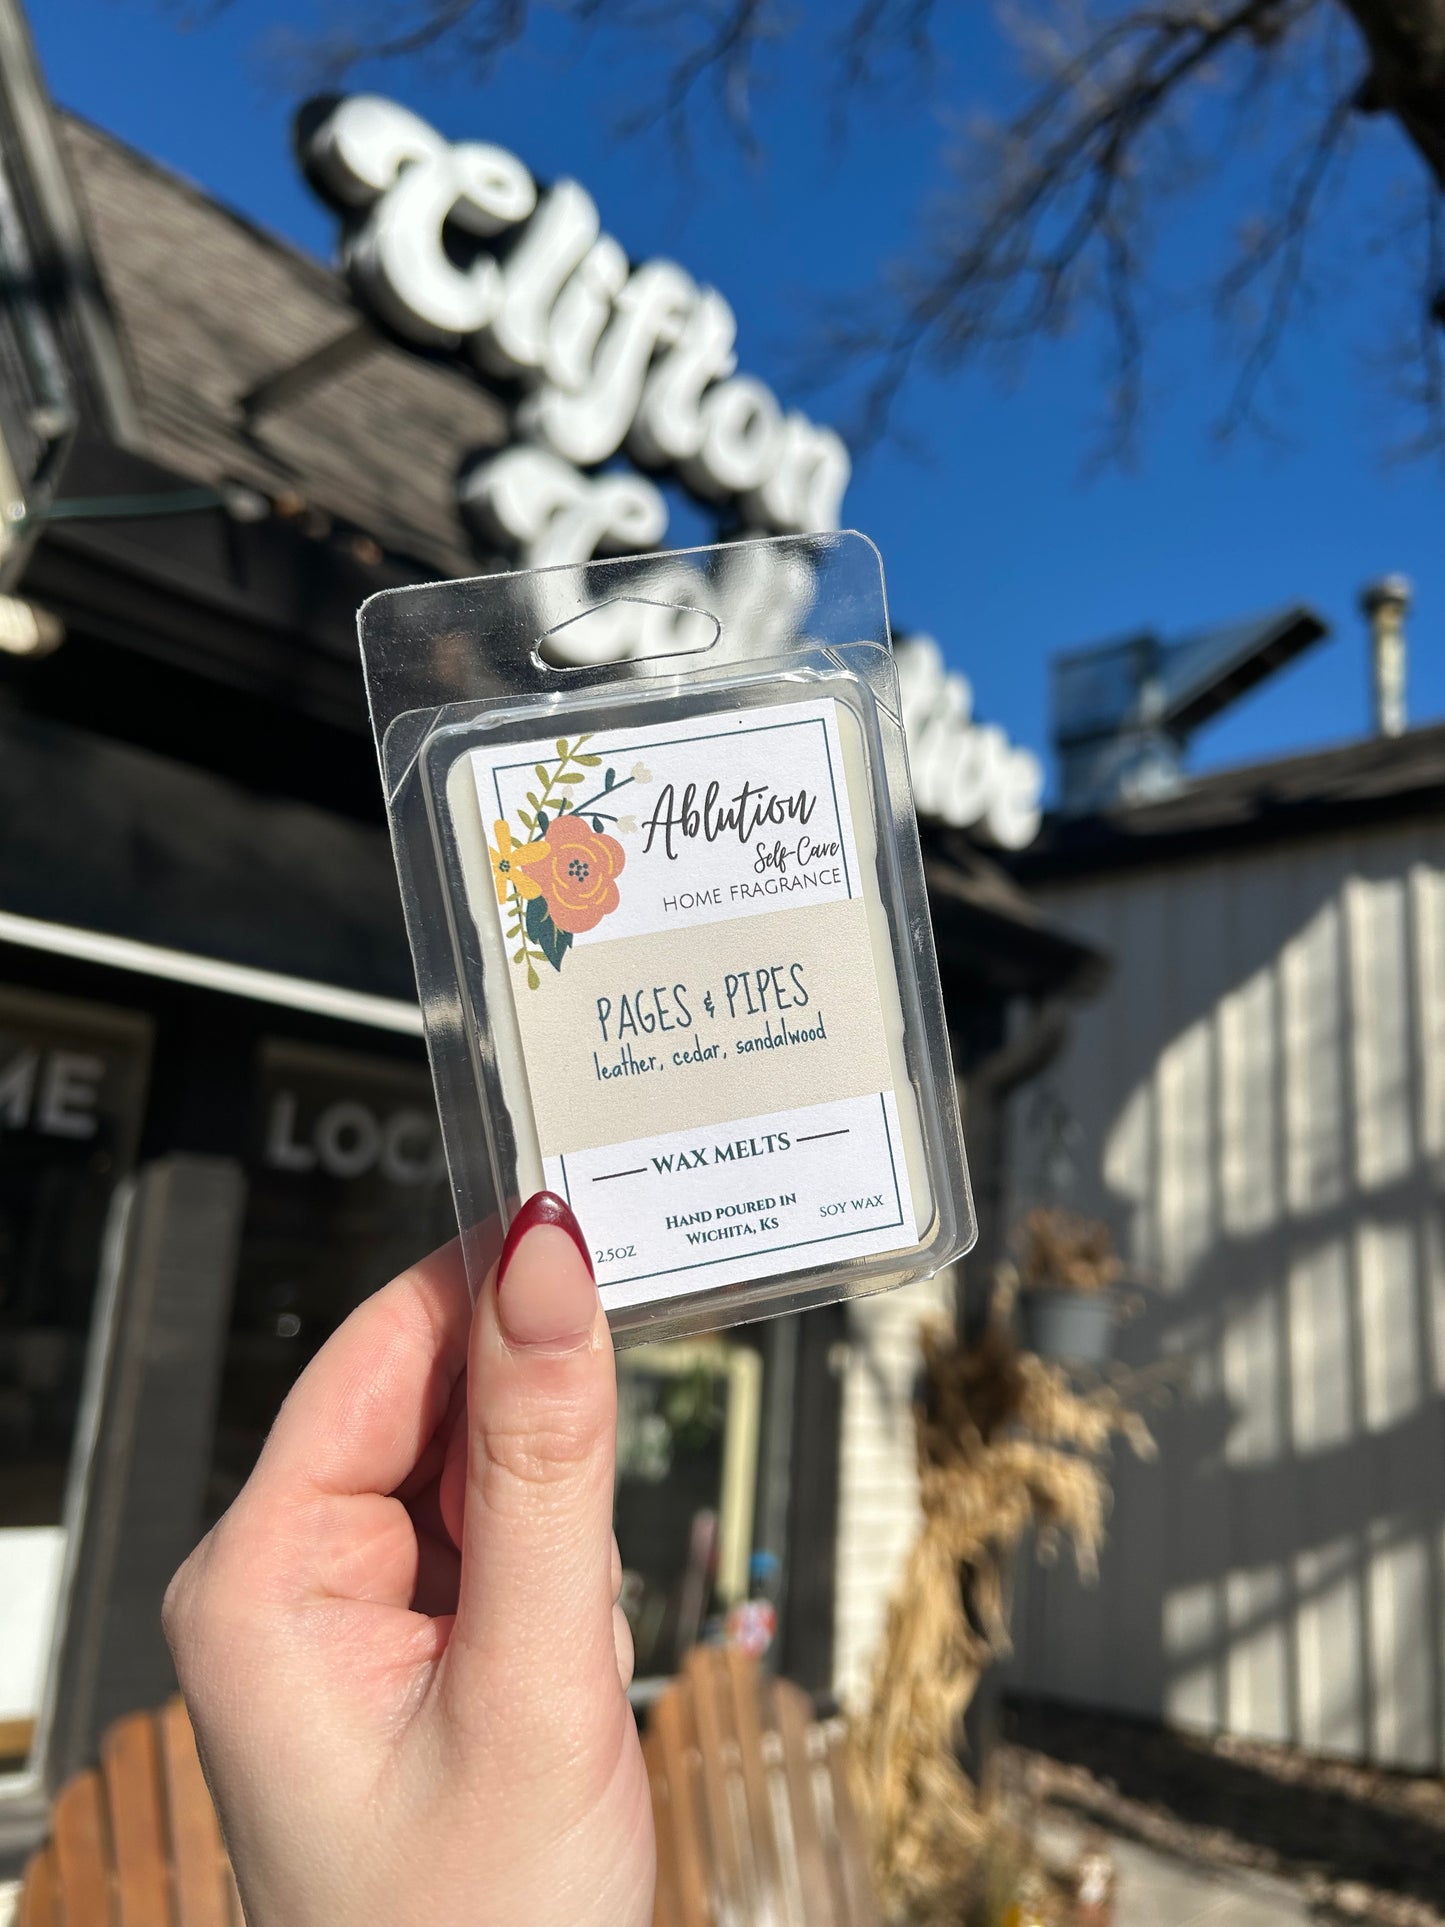 Clifton
Ablution
Self-Care
HOME FRAGRANCE
PAGES & PIPES
leather, cedar, sandalwood
WAX MELTS
HAND POURED IN
WICHITA, KS
2.5OZ
SOY WAX